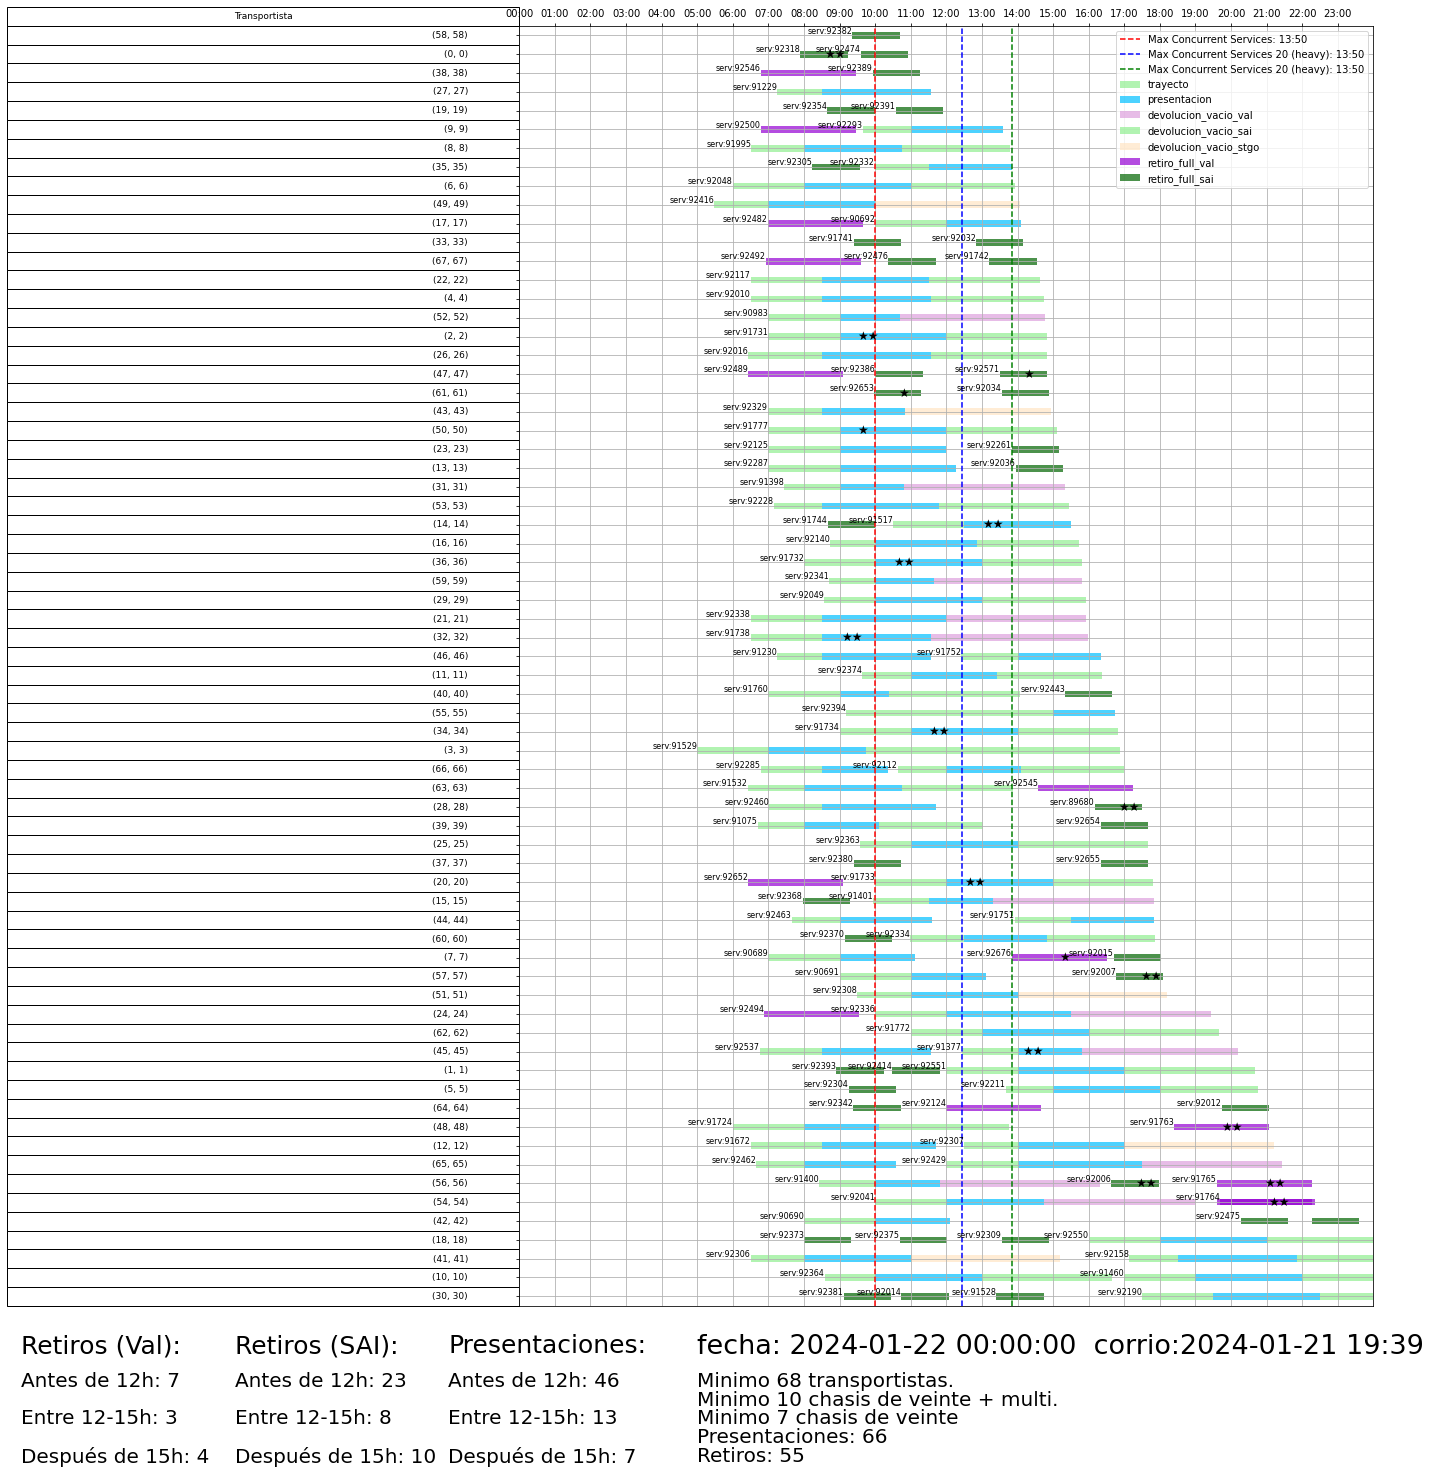 Transportista 00:00 01:00 02:00 03:00 04:00 05:00 06:00 07:00 08:00 09:00 10:00 11:00 12:00 13:00 14:00 15:00 16:00 17:00 18:00 19:00 20:00 21:00 22:00 23:00
(58, 58) serv:92382
(0, 0) serv:92318 serv:92474
(38, 38) serv:92546 serv:92389
(27, 27) serv:91229
(19, 19) serv:92354 serv:92391
(9, 9) serv:92500 serv:92293
(8, 8) serv:91995
(35, 35) serv:92305 serv:92332
(6, 6) serv:92048
(49, 49) serv:92416
(17, 17) serv:92482 serv:90692
(33, 33) serv:91741 serv:92032
(67, 67) serv:92492 serv:92476 serv:91742
(22, 22) serv:92117
(4, 4) serv:92010
(52, 52) serv:90983
(2, 2) serv:91731
(26, 26) serv:92016
(47, 47) serv:92489 serv:92386 serv:92571
(61, 61) serv:92653 serv:92034
(43, 43) serv:92329
(50, 50) serv:91777
(23, 23) serv:92125 serv:92261
(13, 13) serv:92287 serv:92036
(31, 31) serv:91398
(53, 53) serv:92228
(14, 14) serv:91744 serv:91517
(16, 16) serv:92140
(36, 36) serv:91732
(59, 59) serv:92341
(29, 29) serv:92049
(21, 21) serv:92338
(32, 32) serv:91738
(46, 46) serv:91230 serv:91752
(11, 11) serv:92374
(40, 40) serv:91760 serv:92443
(55, 55) serv:92394
(34, 34) serv:91734
(3, 3) serv:91529
(66, 66) serv:92285 serv:92112
(63, 63) serv:91532 serv:92545
(28, 28) serv:92460 serv:89680
(39, 39) serv:91075 serv:92654
(25, 25) serv:92363
(37, 37) serv:92380 serv:92655
(20, 20) serv:92652 serv:91733
(15, 15) serv:92368 serv:91401
(44, 44) serv:92463 serv:91751
(60, 60) serv:92370 serv:92334
(7, 7) serv:90689 serv:92676 serv:92015
(57, 57) serv:90691 serv:92007
(51, 51) serv:92308
(24, 24) serv:92494 serv:92336
(62, 62) serv:91772
(45, 45) serv:92537 serv:91377
(1, 1) serv:92393 serv:92414 serv:92551
(5, 5) serv:92304 serv:92211
(64, 64) serv:92342 serv:92124 serv:92012
(48, 48) serv:91724 serv:91763
(12, 12) serv:91672 serv:92307
(65, 65) serv:92462 serv:92429
(56, 56) serv:91400 serv:92006 serv:91765
(54, 54) serv:92041 serv:91764
(42, 42) serv:90690 serv:92475
(18, 18) serv:92373 serv:92375 serv:92309 serv:92550
(41, 41) serv:92306 serv:92158
(10, 10) serv:92364 serv:91460
(30, 30) serv:92381 serv:92014 serv:91528 serv:92190
Max Concurrent Services: 13:50
Max Concurrent Services 20 (heavy): 13:50
Max Concurrent Services 20 (heavy): 13:50
trayecto
presentacion
devolucion_vacio_val
devolucion_vacio_sai
devolucion_vacio_stgo
retiro_full_val
retiro_full_sai
Retiros (Val):
Antes de 12h: 7
Entre 12-15h: 3
Después de 15h: 4
Retiros (SAI):
Antes de 12h: 23
Entre 12-15h: 8
Después de 15h: 10
Presentaciones:
Antes de 12h: 46
Entre 12-15h: 13
Después de 15h: 7
fecha: 2024-01-22 00:00:00 corrio:2024-01-21 19:39
Minimo 68 transportistas.
Minimo 10 chasis de veinte + multi.
Minimo 7 chasis de veinte
Presentaciones: 66
Retiros: 55